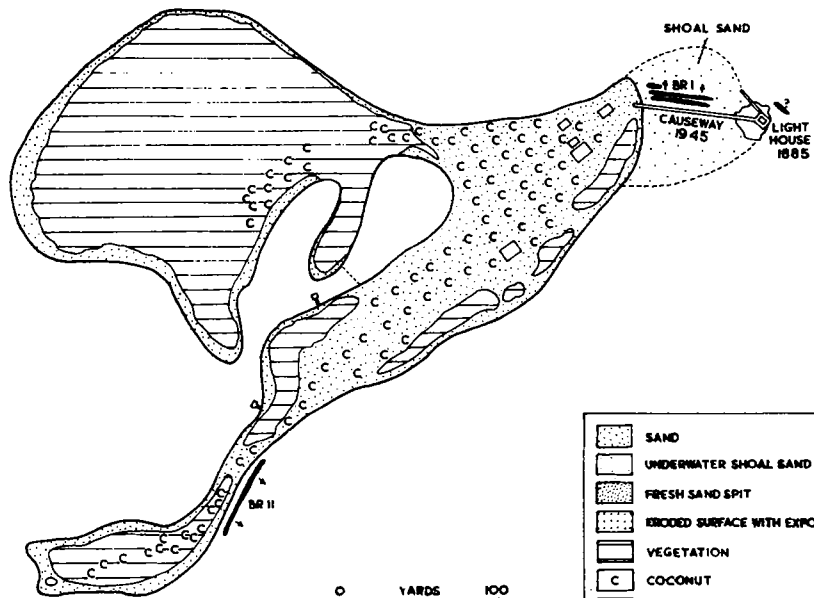 SHOAL SAND
BR I
?
CAUSEWAY
1945
LIGHT
HOUSE
1885
BR II
SAND
UNDERWATER SHOAL SAND
FRESH SAND SPIT
ERODED SURFACE WITH EXPO
VEGETATION
C COCONUT
0 YARDS 100